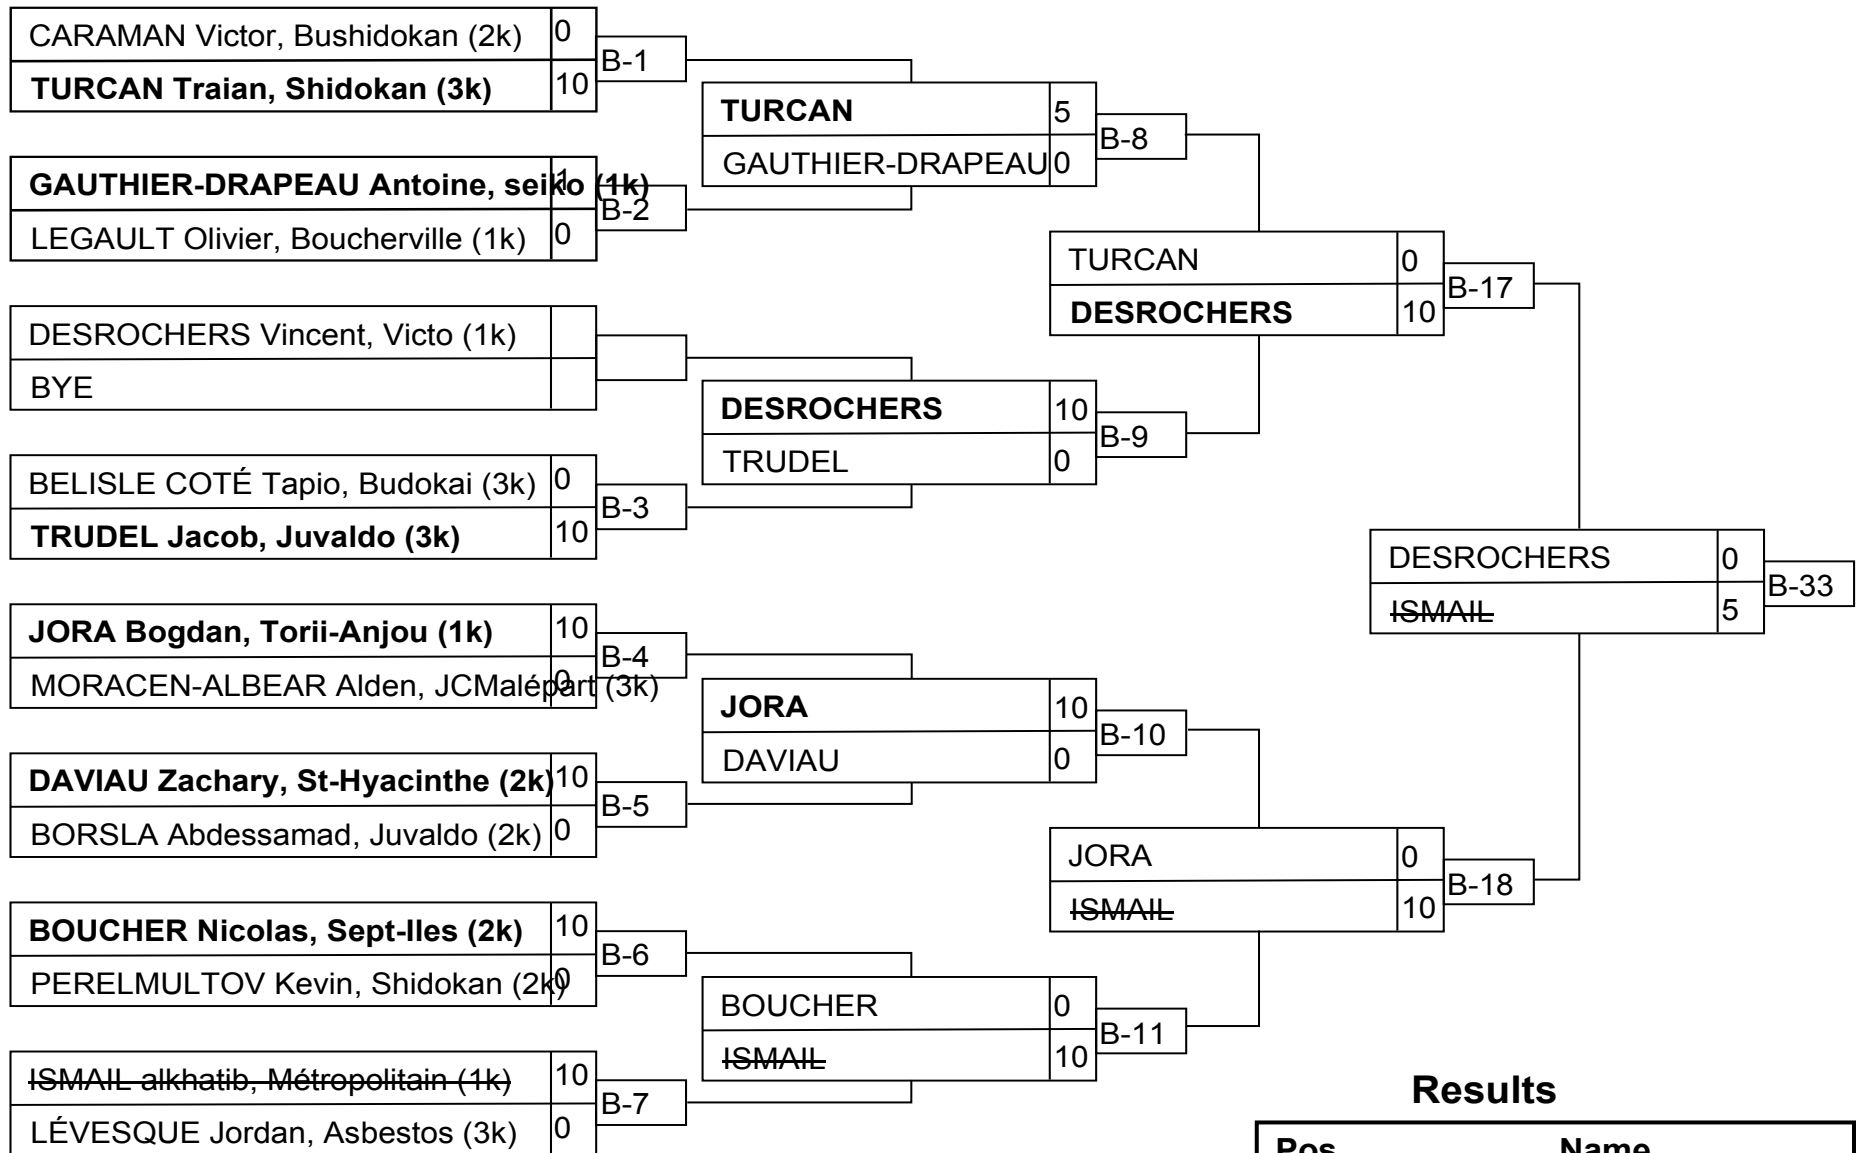 CARAMAN Victor, Bushidokan (2k) 0
TURCAN Traian, Shidokan (3k) 10
B-1
GAUTHIER-DRAPEAU Antoine, seiko (1k) 1
LEGAULT Olivier, Boucherville (1k) 0
B-2
DESROCHERS Vincent, Victo (1k)
BYE
BELISLE COTÉ Tapio, Budokai (3k) 0
TRUDEL Jacob, Juvaldo (3k) 10
B-3
JORA Bogdan, Torii-Anjou (1k) 10
MORACEN-ALBEAR Alden, JCMalépart (3k) 0
B-4
DAVIAU Zachary, St-Hyacinthe (2k) 10
BORSLA Abdessamad, Juvaldo (2k) 0
B-5
BOUCHER Nicolas, Sept-Iles (2k) 10
PERELMULTOV Kevin, Shidokan (2k) 0
B-6
ISMAIL alkhatib, Métropolitain (1k) 10
LÉVESQUE Jordan, Asbestos (3k) 0
B-7
TURCAN 5
GAUTHIER-DRAPEAU 0
B-8
DESROCHERS 10
TRUDEL 0
B-9
JORA 10
DAVIAU 0
B-10
BOUCHER 0
ISMAIL 10
B-11
TURCAN 0
DESROCHERS 10
B-17
JORA 0
ISMAIL 10
B-18
DESROCHERS 0
ISMAIL 5
B-33
Results
Pos Name